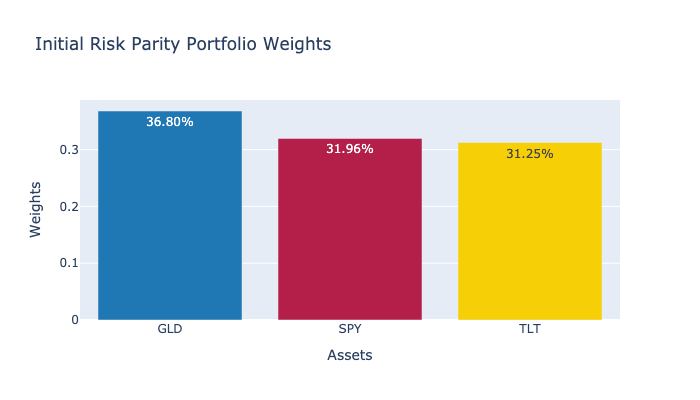 Initial Risk Parity Portfolio Weights
36.80%
31.96%
31.25%
0.3
0.2
0.1
0
Weights
GLD
SPY
TLT
Assets